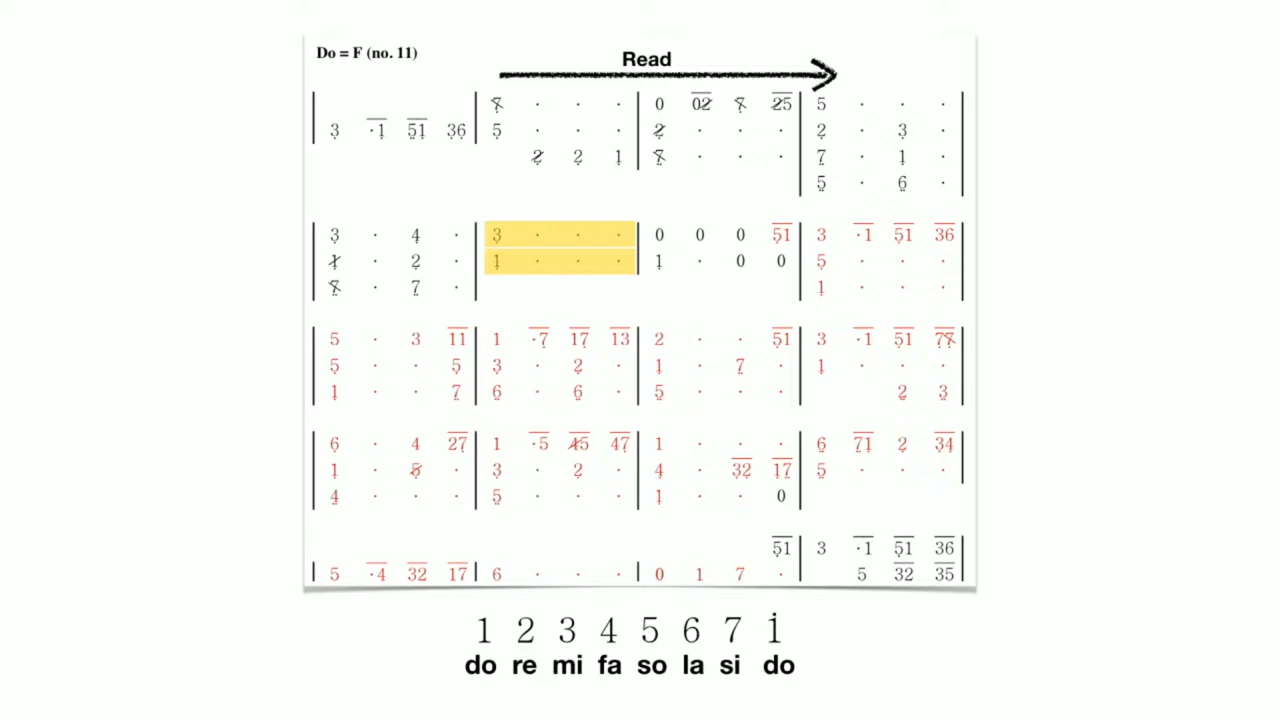 Do = F (no. 11)
Read
7 · · · 0 02 7 25 5 · · ·
3 ·1 51 36 5 · · · 2 · · · 2 · 3 ·
2 2 1 7 · · · 7 · 1 ·
5 · 6 ·
3 · 4 · 3 · · · 0 0 0 51 3 ·1 51 36
1 · 2 · 1 · · · 1 · 0 0 5 · · ·
7 · 7 · 1 · · ·
5 · 3 11 1 ·7 17 13 2 · · 51 3 ·1 51 77
5 · · 5 3 · 2 · 1 · 7 · 1 · · ·
1 · · 7 6 · 6 · 5 · · · 2 3
6 · 4 27 1 ·5 45 47 1 · · · 6 71 2 34
1 · 5 · 3 · 2 · 4 · 32 17 5 · · ·
4 · · · 5 · · · 1 · · 0
51 3 ·1 51 36
5 ·4 32 17 6 · · · 0 1 7 · 5 32 35
1 2 3 4 5 6 7 1̇
do re mi fa so la si do